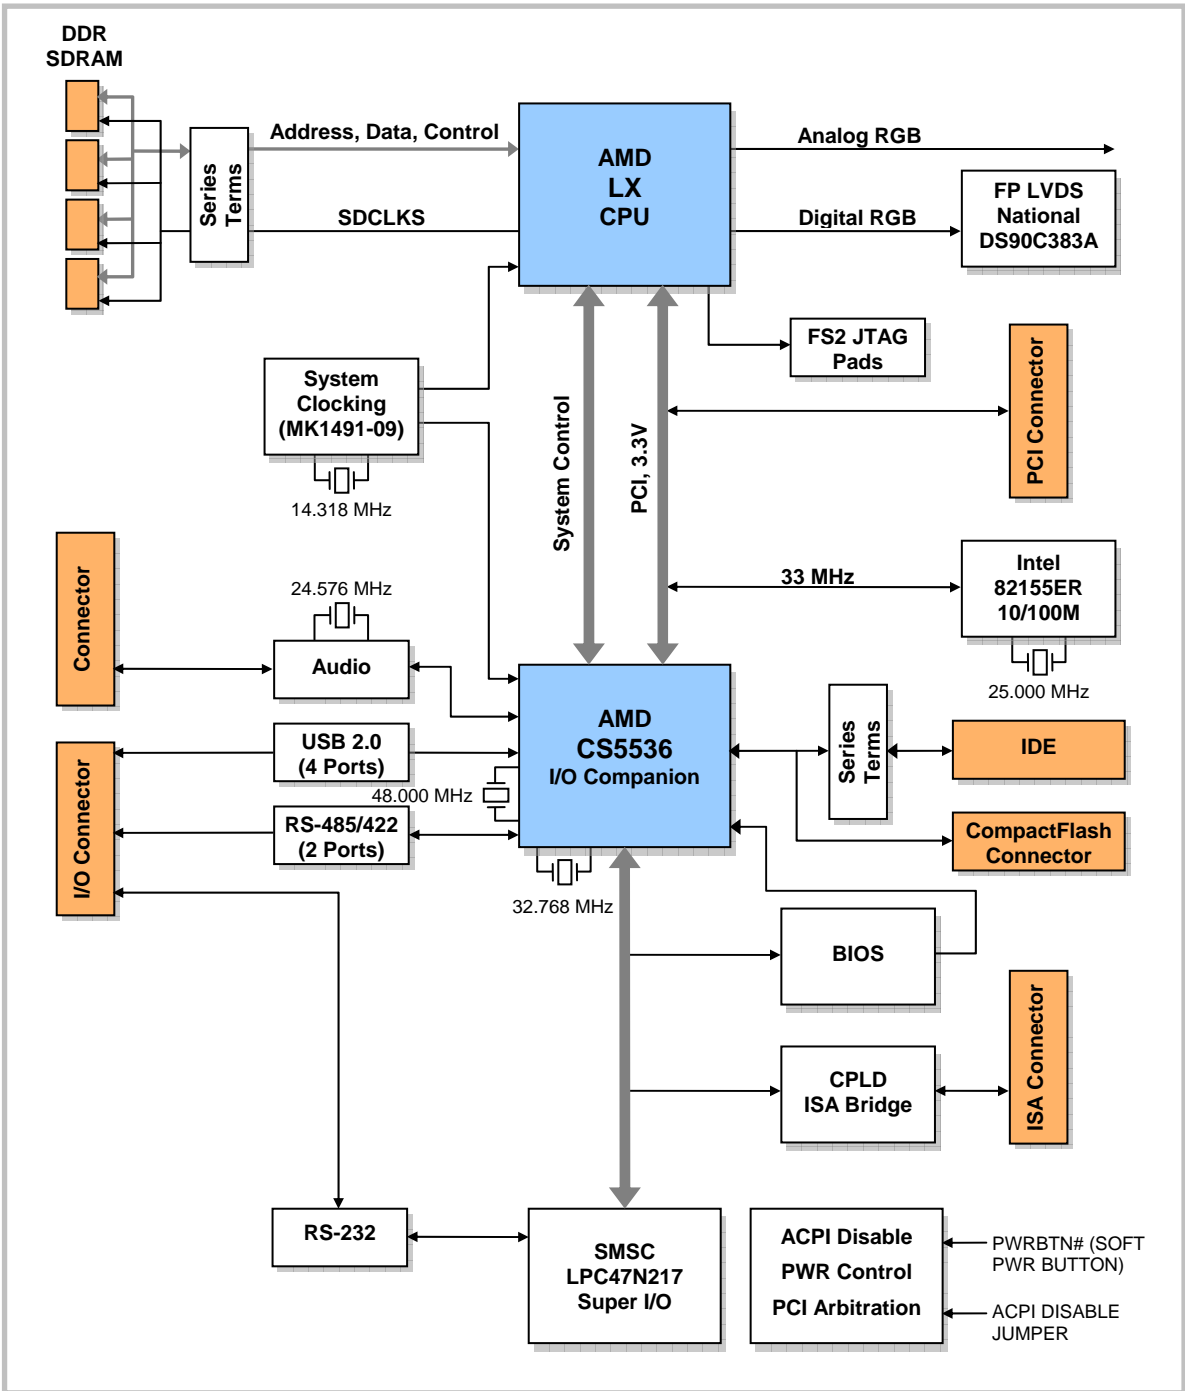 DDR
SDRAM
Series
Terms
Address, Data, Control
SDCLKS
AMD
LX
CPU
Analog RGB
Digital RGB
FP LVDS
National
DS90C383A
FS2 JTAG
Pads
System
Clocking
(MK1491-09)
14.318 MHz
System Control
PCI, 3.3V
PCI Connector
33 MHz
Intel
82155ER
10/100M
25.000 MHz
Connector
24.576 MHz
Audio
I/O Connector
USB 2.0
(4 Ports)
48.000 MHz
RS-485/422
(2 Ports)
AMD
CS5536
I/O Companion
32.768 MHz
Series
Terms
IDE
CompactFlash
Connector
BIOS
CPLD
ISA Bridge
ISA Connector
RS-232
SMSC
LPC47N217
Super I/O
ACPI Disable
PWR Control
PCI Arbitration
PWRBTN# (SOFT
PWR BUTTON)
ACPI DISABLE
JUMPER